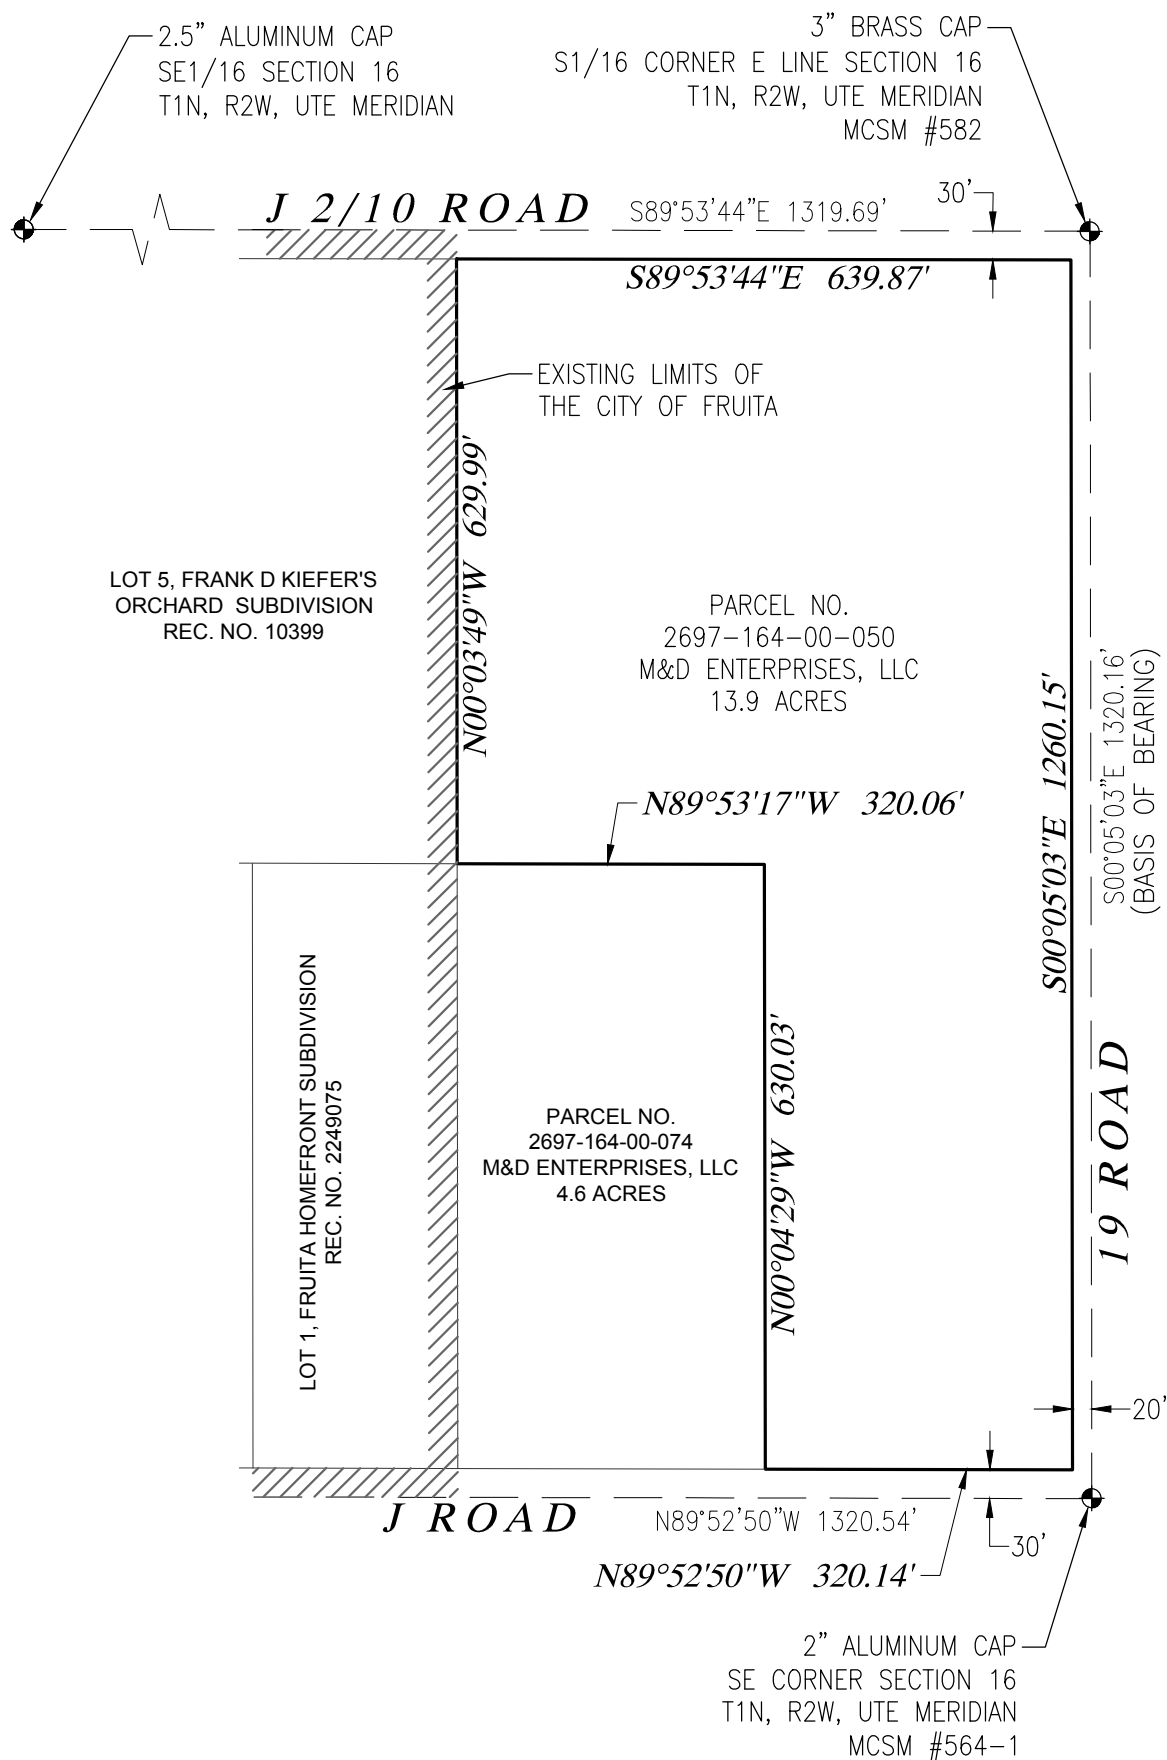 2.5” ALUMINUM CAP
SE1/16 SECTION 16
T1N, R2W, UTE MERIDIAN
3” BRASS CAP
S1/16 CORNER E LINE SECTION 16
T1N, R2W, UTE MERIDIAN
MCSM #582
J 2/10 ROAD
S89°53'44”E 1319.69'
30'
S89°53'44"E 639.87'
EXISTING LIMITS OF
THE CITY OF FRUITA
N00°03'49"W 629.99'
LOT 5, FRANK D KIEFER'S
ORCHARD SUBDIVISION
REC. NO. 10399
PARCEL NO.
2697-164-00-050
M&D ENTERPRISES, LLC
13.9 ACRES
S00°05'03"E 1260.15'
S00°05'03”E 1320.16'
(BASIS OF BEARING)
N89°53'17"W 320.06'
LOT 1, FRUITA HOMEFRONT SUBDIVISION
REC. NO. 2249075
PARCEL NO.
2697-164-00-074
M&D ENTERPRISES, LLC
4.6 ACRES
N00°04'29"W 630.03'
19 ROAD
20'
J ROAD
N89°52'50”W 1320.54'
30'
N89°52'50"W 320.14'
2” ALUMINUM CAP
SE CORNER SECTION 16
T1N, R2W, UTE MERIDIAN
MCSM #564-1